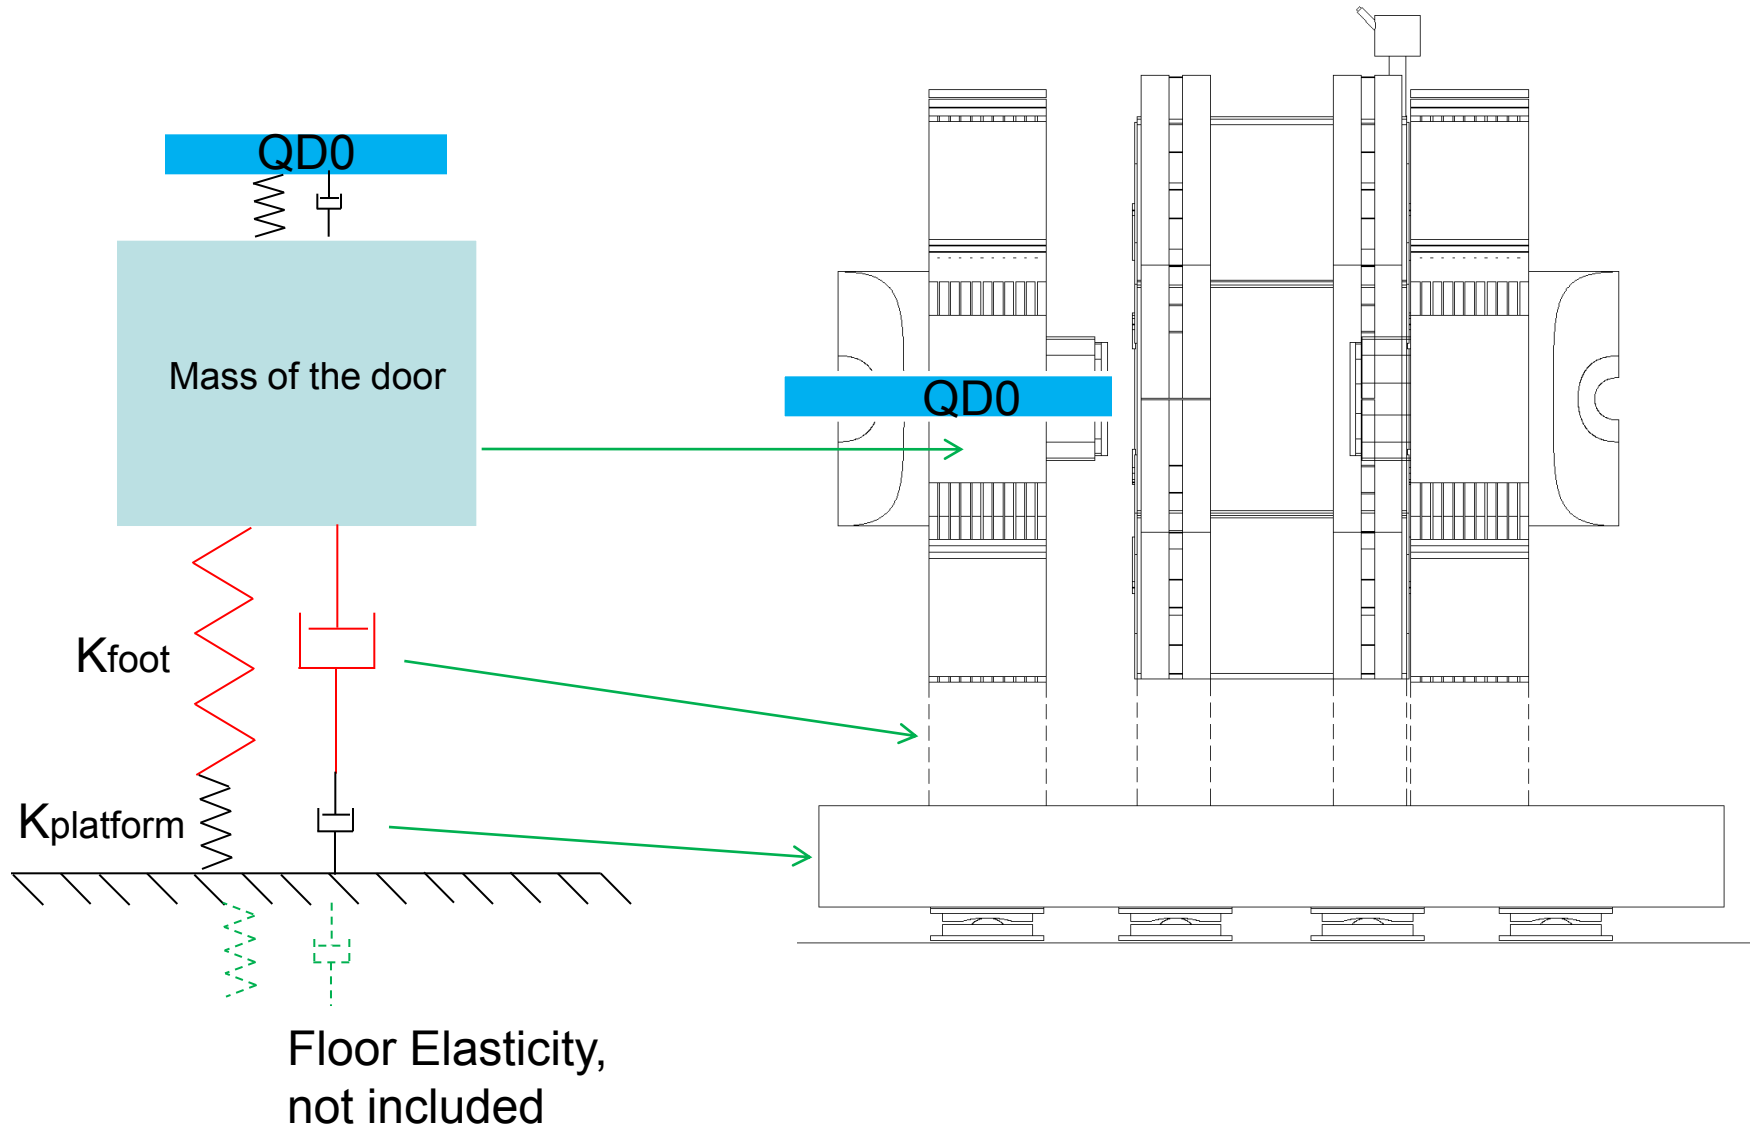 QD0
Mass of the door
QD0
Kfoot
Kplatform
Floor Elasticity,
not included